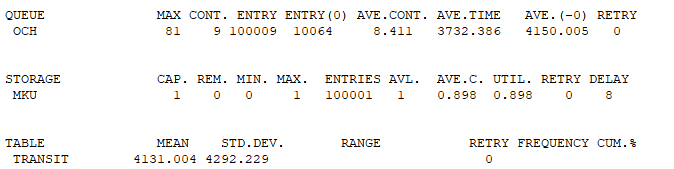 QUEUE MAX CONT. ENTRY ENTRY(0) AVE.CONT. AVE.TIME AVE.(-0) RETRY
OCH 81 9 100009 10064 8.411 3732.386 4150.005 0
STORAGE CAP. REM. MIN. MAX. ENTRIES AVL. AVE.C. UTIL. RETRY DELAY
MKU 1 0 0 1 100001 1 0.898 0.898 0 8
TABLE MEAN STD.DEV. RANGE RETRY FREQUENCY CUM.%
TRANSIT 4131.004 4292.229 0